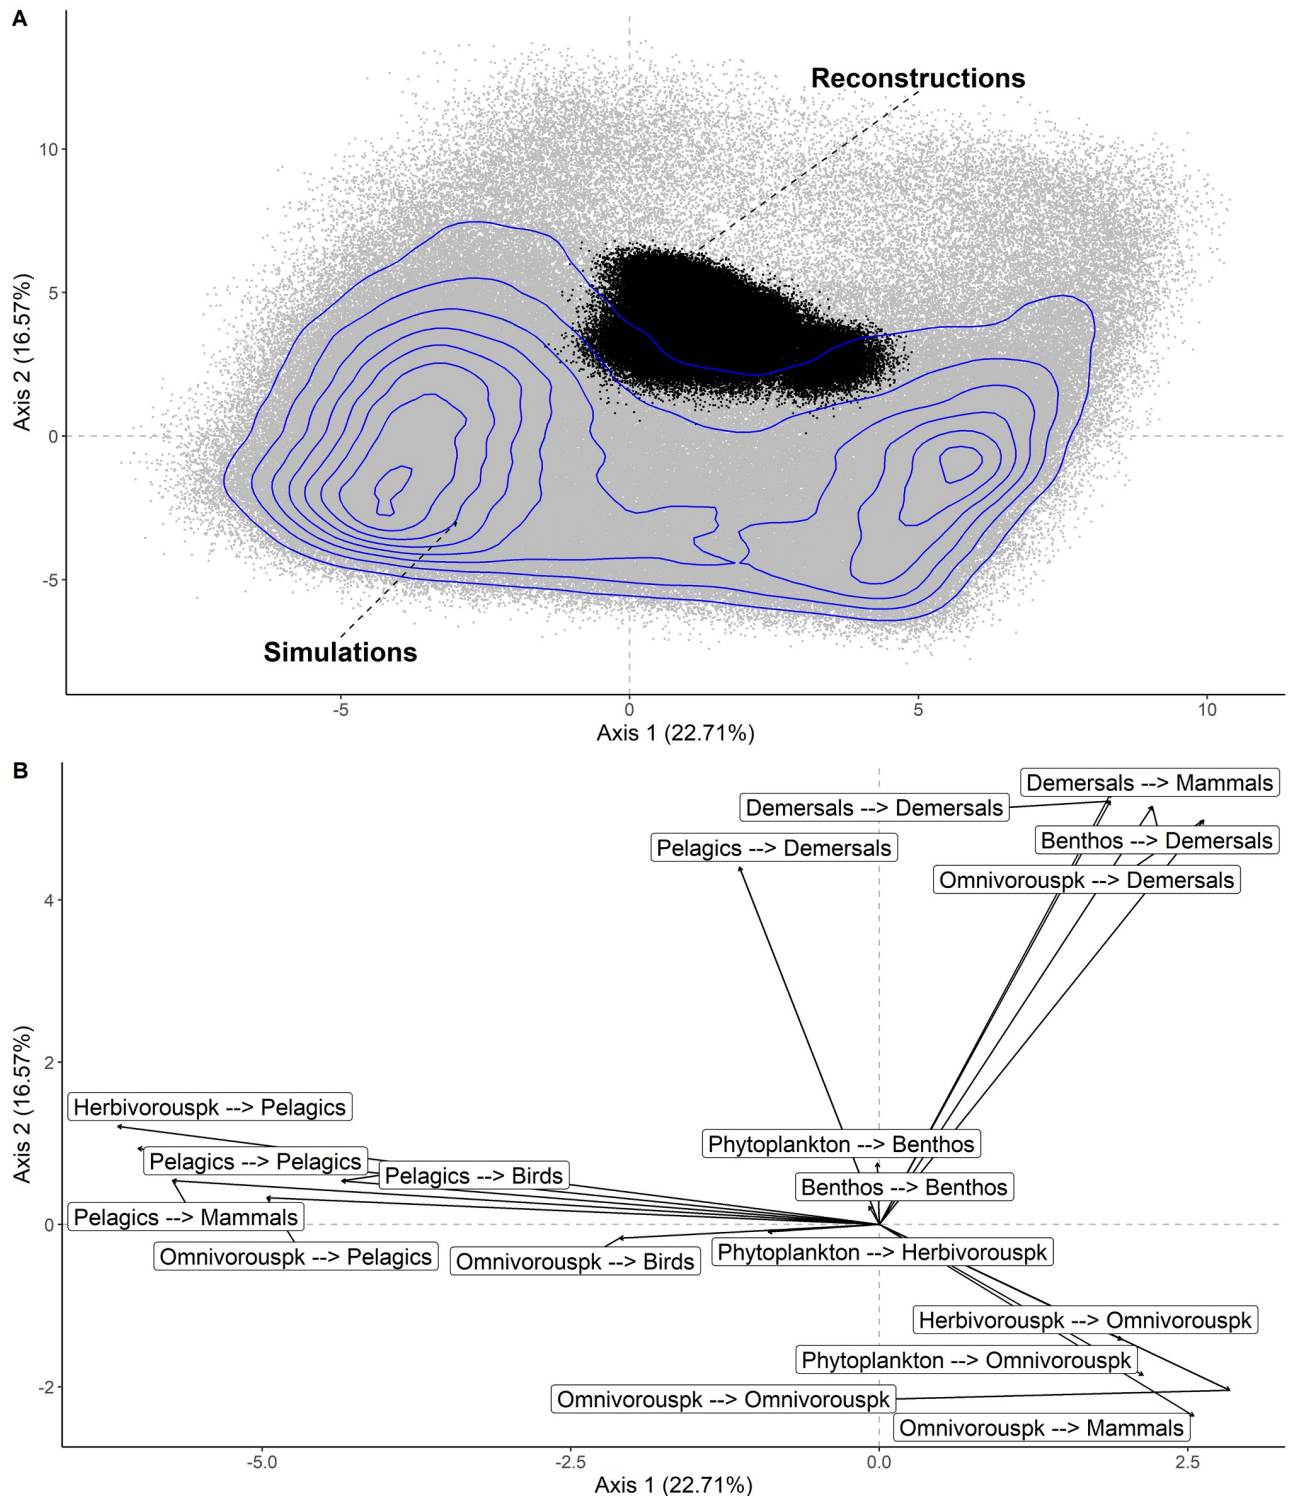 A
Reconstructions
10
5
0
-5
Axis 2 (16.57%)
Simulations
-5
0
5
10
Axis 1 (22.71%)
B
Demersals --> Mammals
Demersals --> Demersals
Benthos --> Demersals
Pelagics --> Demersals
Omnivorouspk --> Demersals
4
2
0
-2
Axis 2 (16.57%)
Herbivorouspk --> Pelagics
Phytoplankton --> Benthos
Pelagics --> Pelagics
Pelagics --> Birds
Benthos --> Benthos
Pelagics --> Mammals
Omnivorouspk --> Pelagics
Omnivorouspk --> Birds
Phytoplankton --> Herbivorouspk
Herbivorouspk --> Omnivorouspk
Phytoplankton --> Omnivorouspk
Omnivorouspk --> Omnivorouspk
Omnivorouspk --> Mammals
-5.0
-2.5
0.0
2.5
Axis 1 (22.71%)